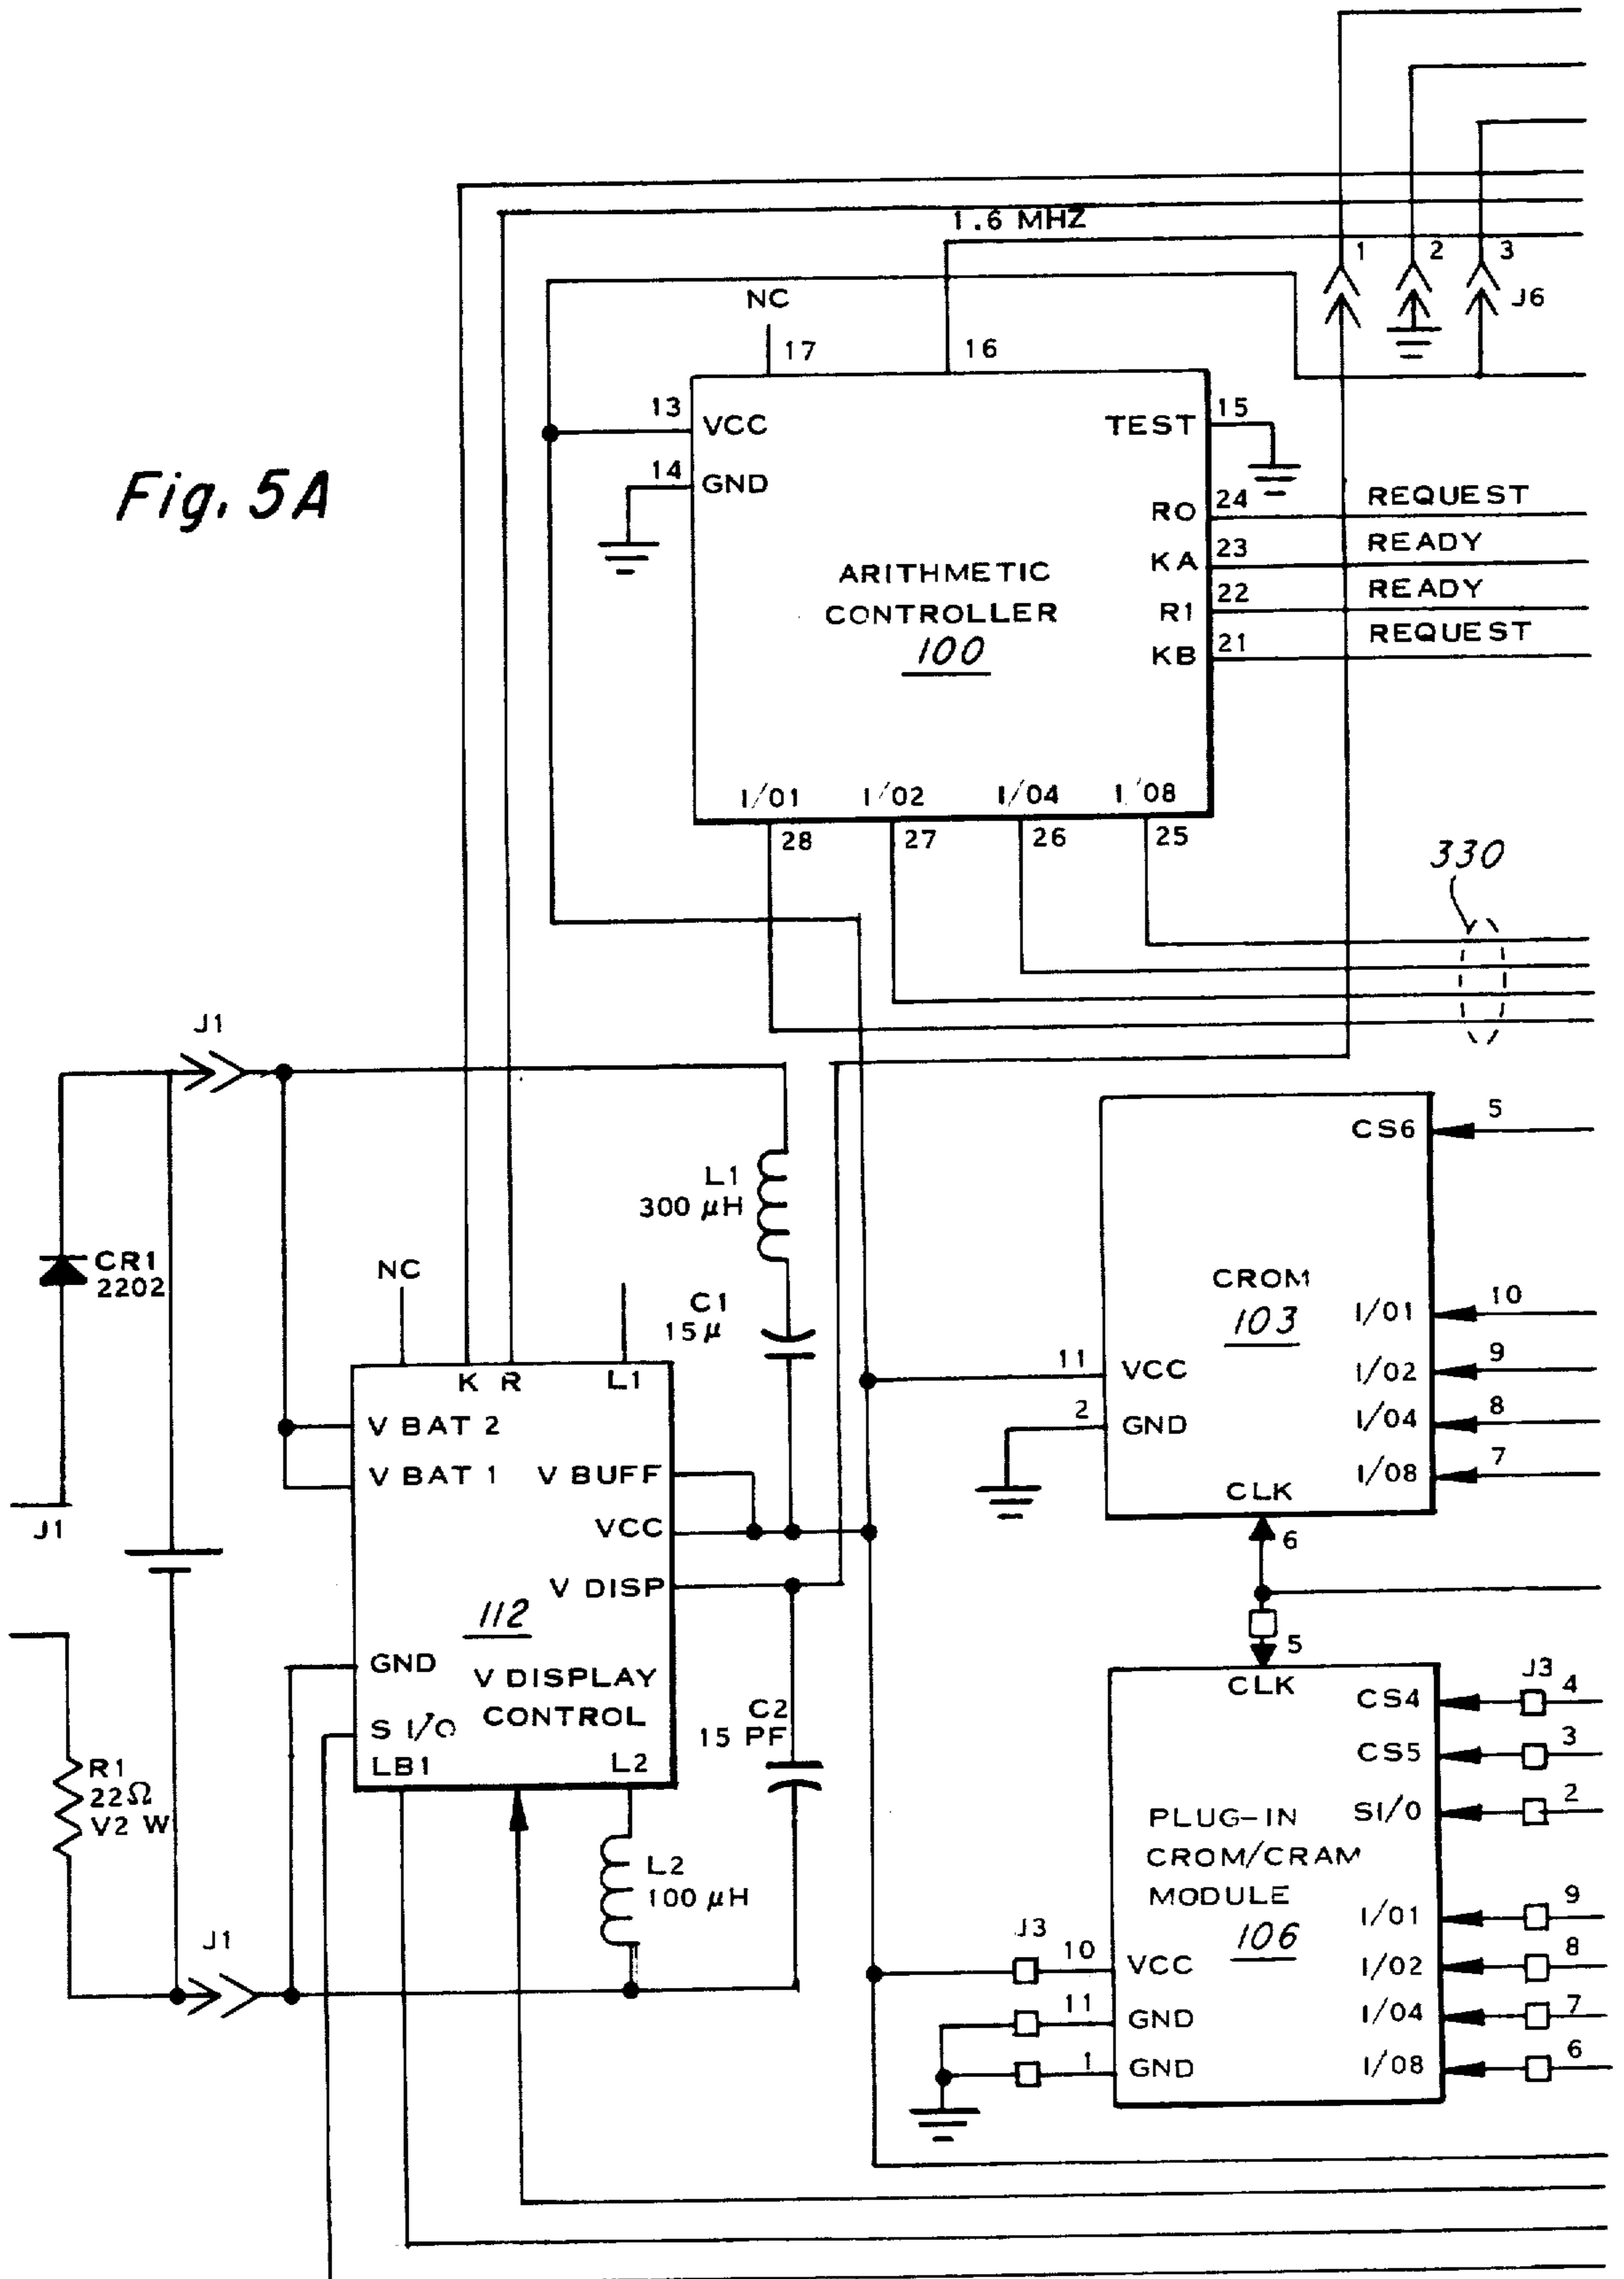 1.6 MHZ
1
2
3
J6
NC
17
16
13
VCC
TEST
15
14
GND
Fig. 5A
RO
24
REQUEST
KA
23
READY
R1
22
READY
KB
21
REQUEST
ARITHMETIC
CONTROLLER
100
I/01
I/02
I/04
I/08
28
27
26
25
330
J1
CS6
5
L1
300 μH
CR1
2202
NC
C1
15μ
CROM
103
I/01
10
11
VCC
I/02
9
2
GND
I/04
8
I/08
7
CLK
6
K
R
L1
V BAT 2
V BAT 1
V BUFF
VCC
V DISP
J1
112
GND
V DISPLAY
CONTROL
S I/O
LB1
L2
C2
15 PF
R1
22Ω
V2 W
L2
100 μH
J1
5
CLK
J3
CS4
4
CS5
3
SI/0
2
PLUG-IN
CROM/CRAM
MODULE
106
I/01
9
J3
10
VCC
I/02
8
11
GND
I/04
7
1
GND
I/08
6